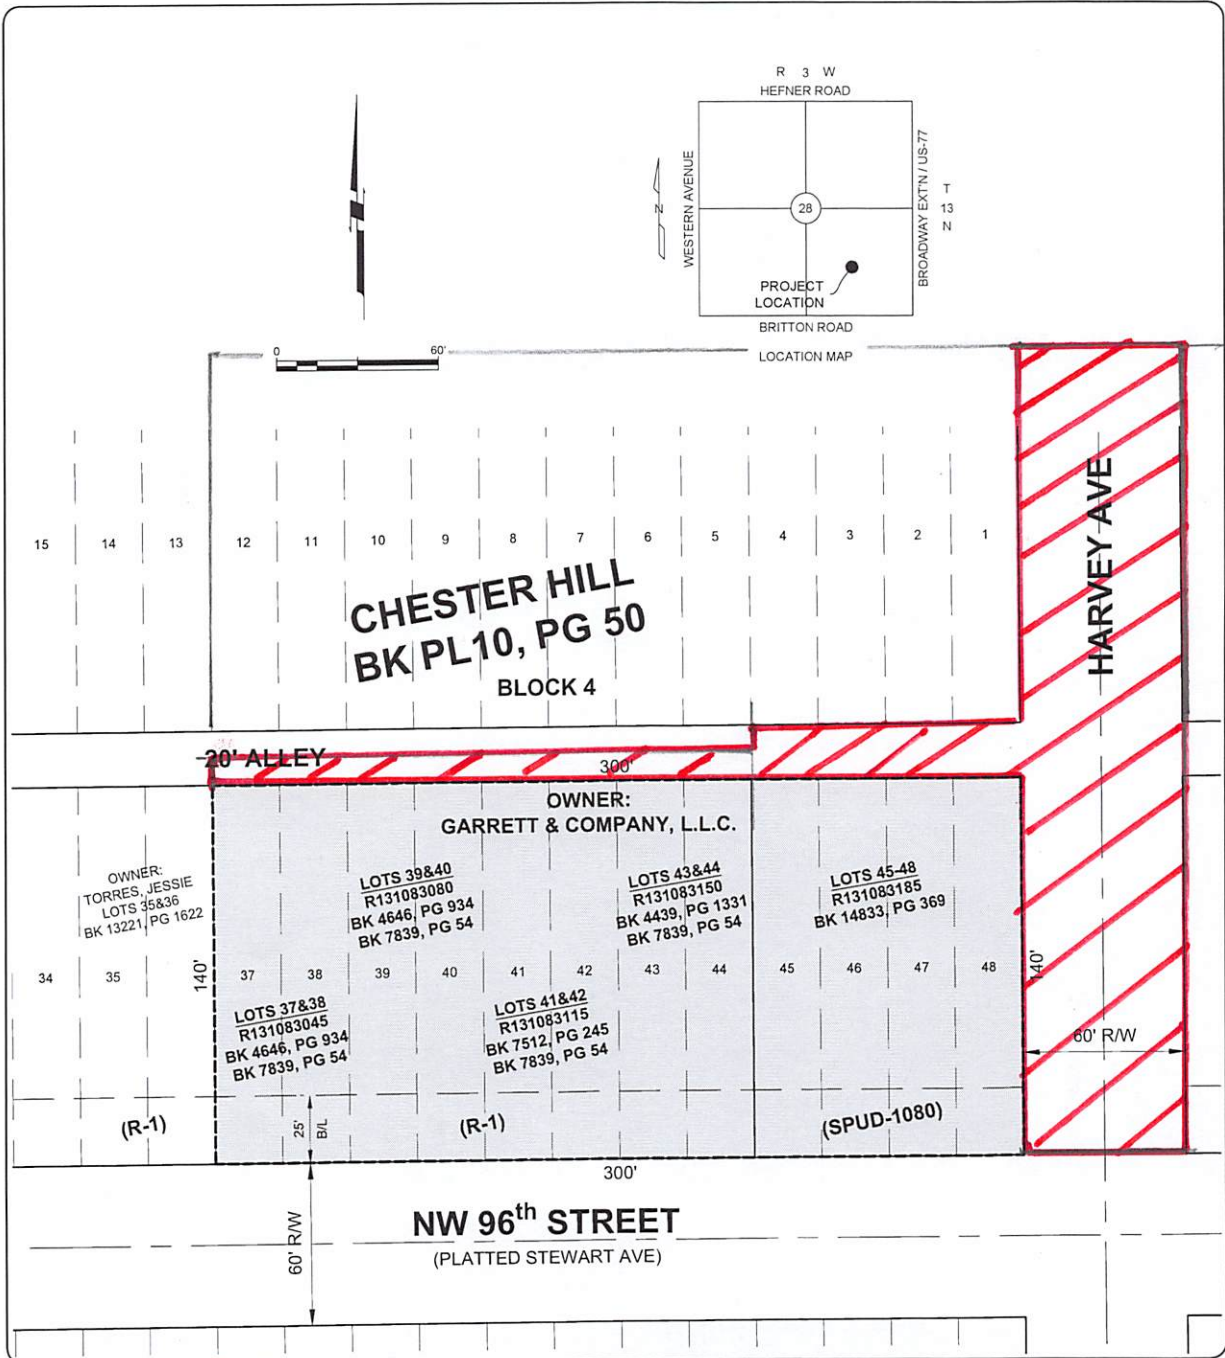 R 3 W
HEFNER ROAD
WESTERN AVENUE
BROADWAY EXT'N / US-77
T
13
N
N
28
PROJECT
LOCATION
BRITTON ROAD
LOCATION MAP
0 60'
15 14 13 12 11 10 9 8 7 6 5 4 3 2 1
HARVEY AVE
CHESTER HILL
BK PL10, PG 50
BLOCK 4
20' ALLEY
300'
OWNER:
GARRETT & COMPANY, L.L.C.
OWNER:
TORRES, JESSIE
LOTS 35&36
BK 13221, PG 1622
LOTS 39&40
R131083080
BK 4646, PG 934
BK 7839, PG 54
LOTS 43&44
R131083150
BK 4439, PG 1331
BK 7839, PG 54
LOTS 45-48
R131083185
BK 14833, PG 369
34 35 140' 37 38 39 40 41 42 43 44 45 46 47 48 140'
LOTS 37&38
R131083045
BK 4646, PG 934
BK 7839, PG 54
LOTS 41&42
R131083115
BK 7512, PG 245
BK 7839, PG 54
60' R/W
(R-1)
25'
B/L
(R-1)
(SPUD-1080)
300'
60' R/W
NW 96th STREET
(PLATTED STEWART AVE)